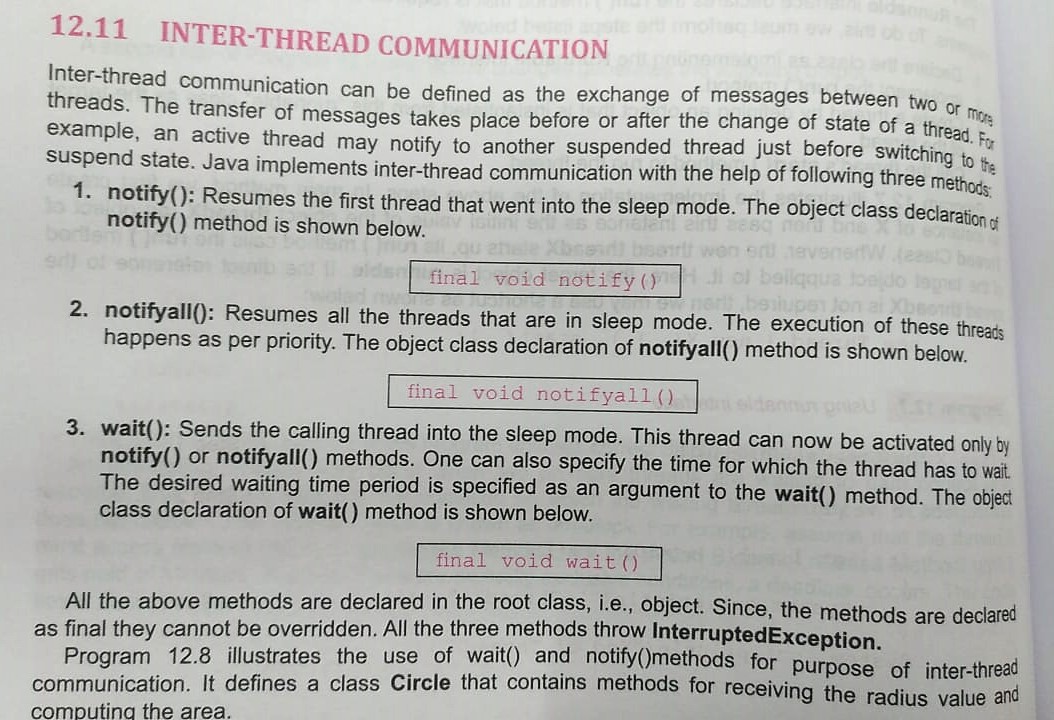 12.11 INTER-THREAD COMMUNICATION
Inter-thread communication can be defined as the exchange of messages between two or more
threads. The transfer of messages takes place before or after the change of state of a thread. For
example, an active thread may notify to another suspended thread just before switching to the
suspend state. Java implements inter-thread communication with the help of following three methods:
1. notify(): Resumes the first thread that went into the sleep mode. The object class declaration of
notify() method is shown below.
final void notify()
2. notifyall(): Resumes all the threads that are in sleep mode. The execution of these threads
happens as per priority. The object class declaration of notifyall() method is shown below.
final void notifyall()
3. wait(): Sends the calling thread into the sleep mode. This thread can now be activated only by
notify() or notifyall() methods. One can also specify the time for which the thread has to wait.
The desired waiting time period is specified as an argument to the wait() method. The object
class declaration of wait() method is shown below.
final void wait()
All the above methods are declared in the root class, i.e., object. Since, the methods are declared
as final they cannot be overridden. All the three methods throw InterruptedException.
Program 12.8 illustrates the use of wait() and notify()methods for purpose of inter-thread
communication. It defines a class Circle that contains methods for receiving the radius value and
computing the area.